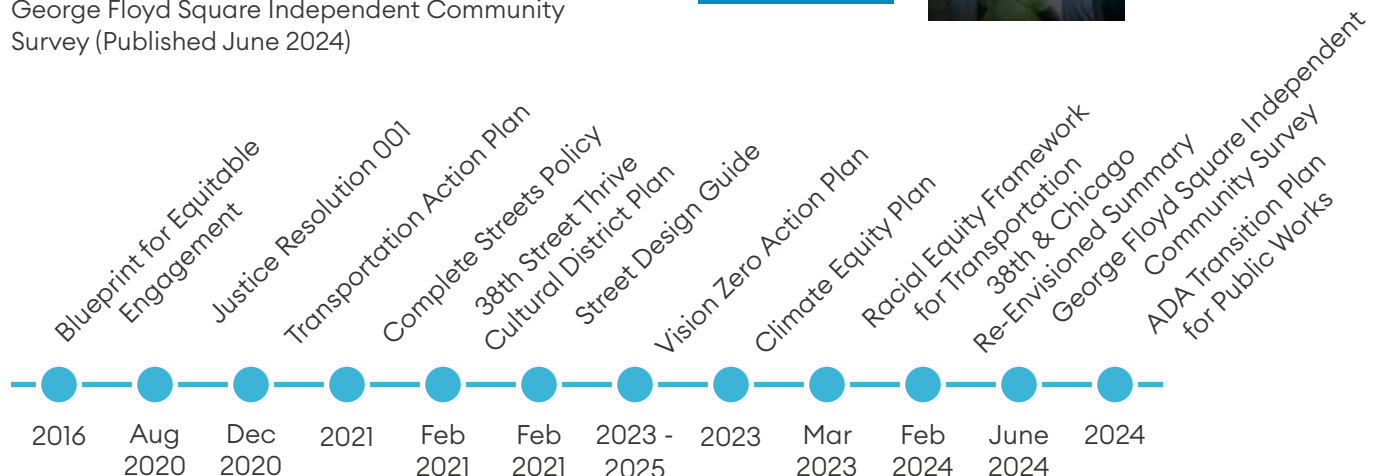 George Floyd Square Independent Community
Survey (Published June 2024)
Blueprint for Equitable
Engagement
Justice Resolution 001
Transportation Action Plan
Complete Streets Policy
38th Street Thrive
Cultural District Plan
Street Design Guide
Vision Zero Action Plan
Climate Equity Plan
Racial Equity Framework
for Transportation
38th & Chicago
Re-Envisioned Summary
George Floyd Square Independent
Community Survey
ADA Transition Plan
for Public Works
2016
Aug
2020
Dec
2020
2021
Feb
2021
Feb
2021
2023 -
2025
2023
Mar
2023
Feb
2024
June
2024
2024